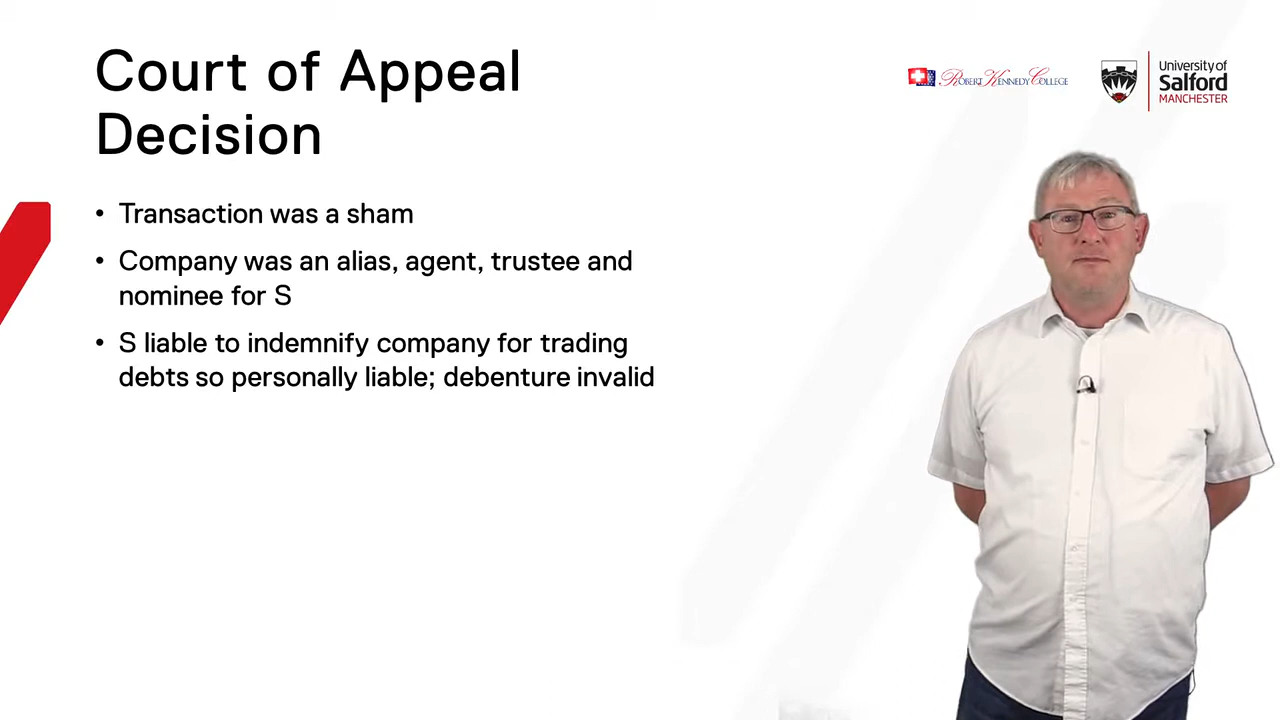 Court of Appeal
Decision
ROBERT KENNEDY COLLEGE
University of
Salford
MANCHESTER
• Transaction was a sham
• Company was an alias, agent, trustee and
nominee for S
• S liable to indemnify company for trading
debts so personally liable; debenture invalid